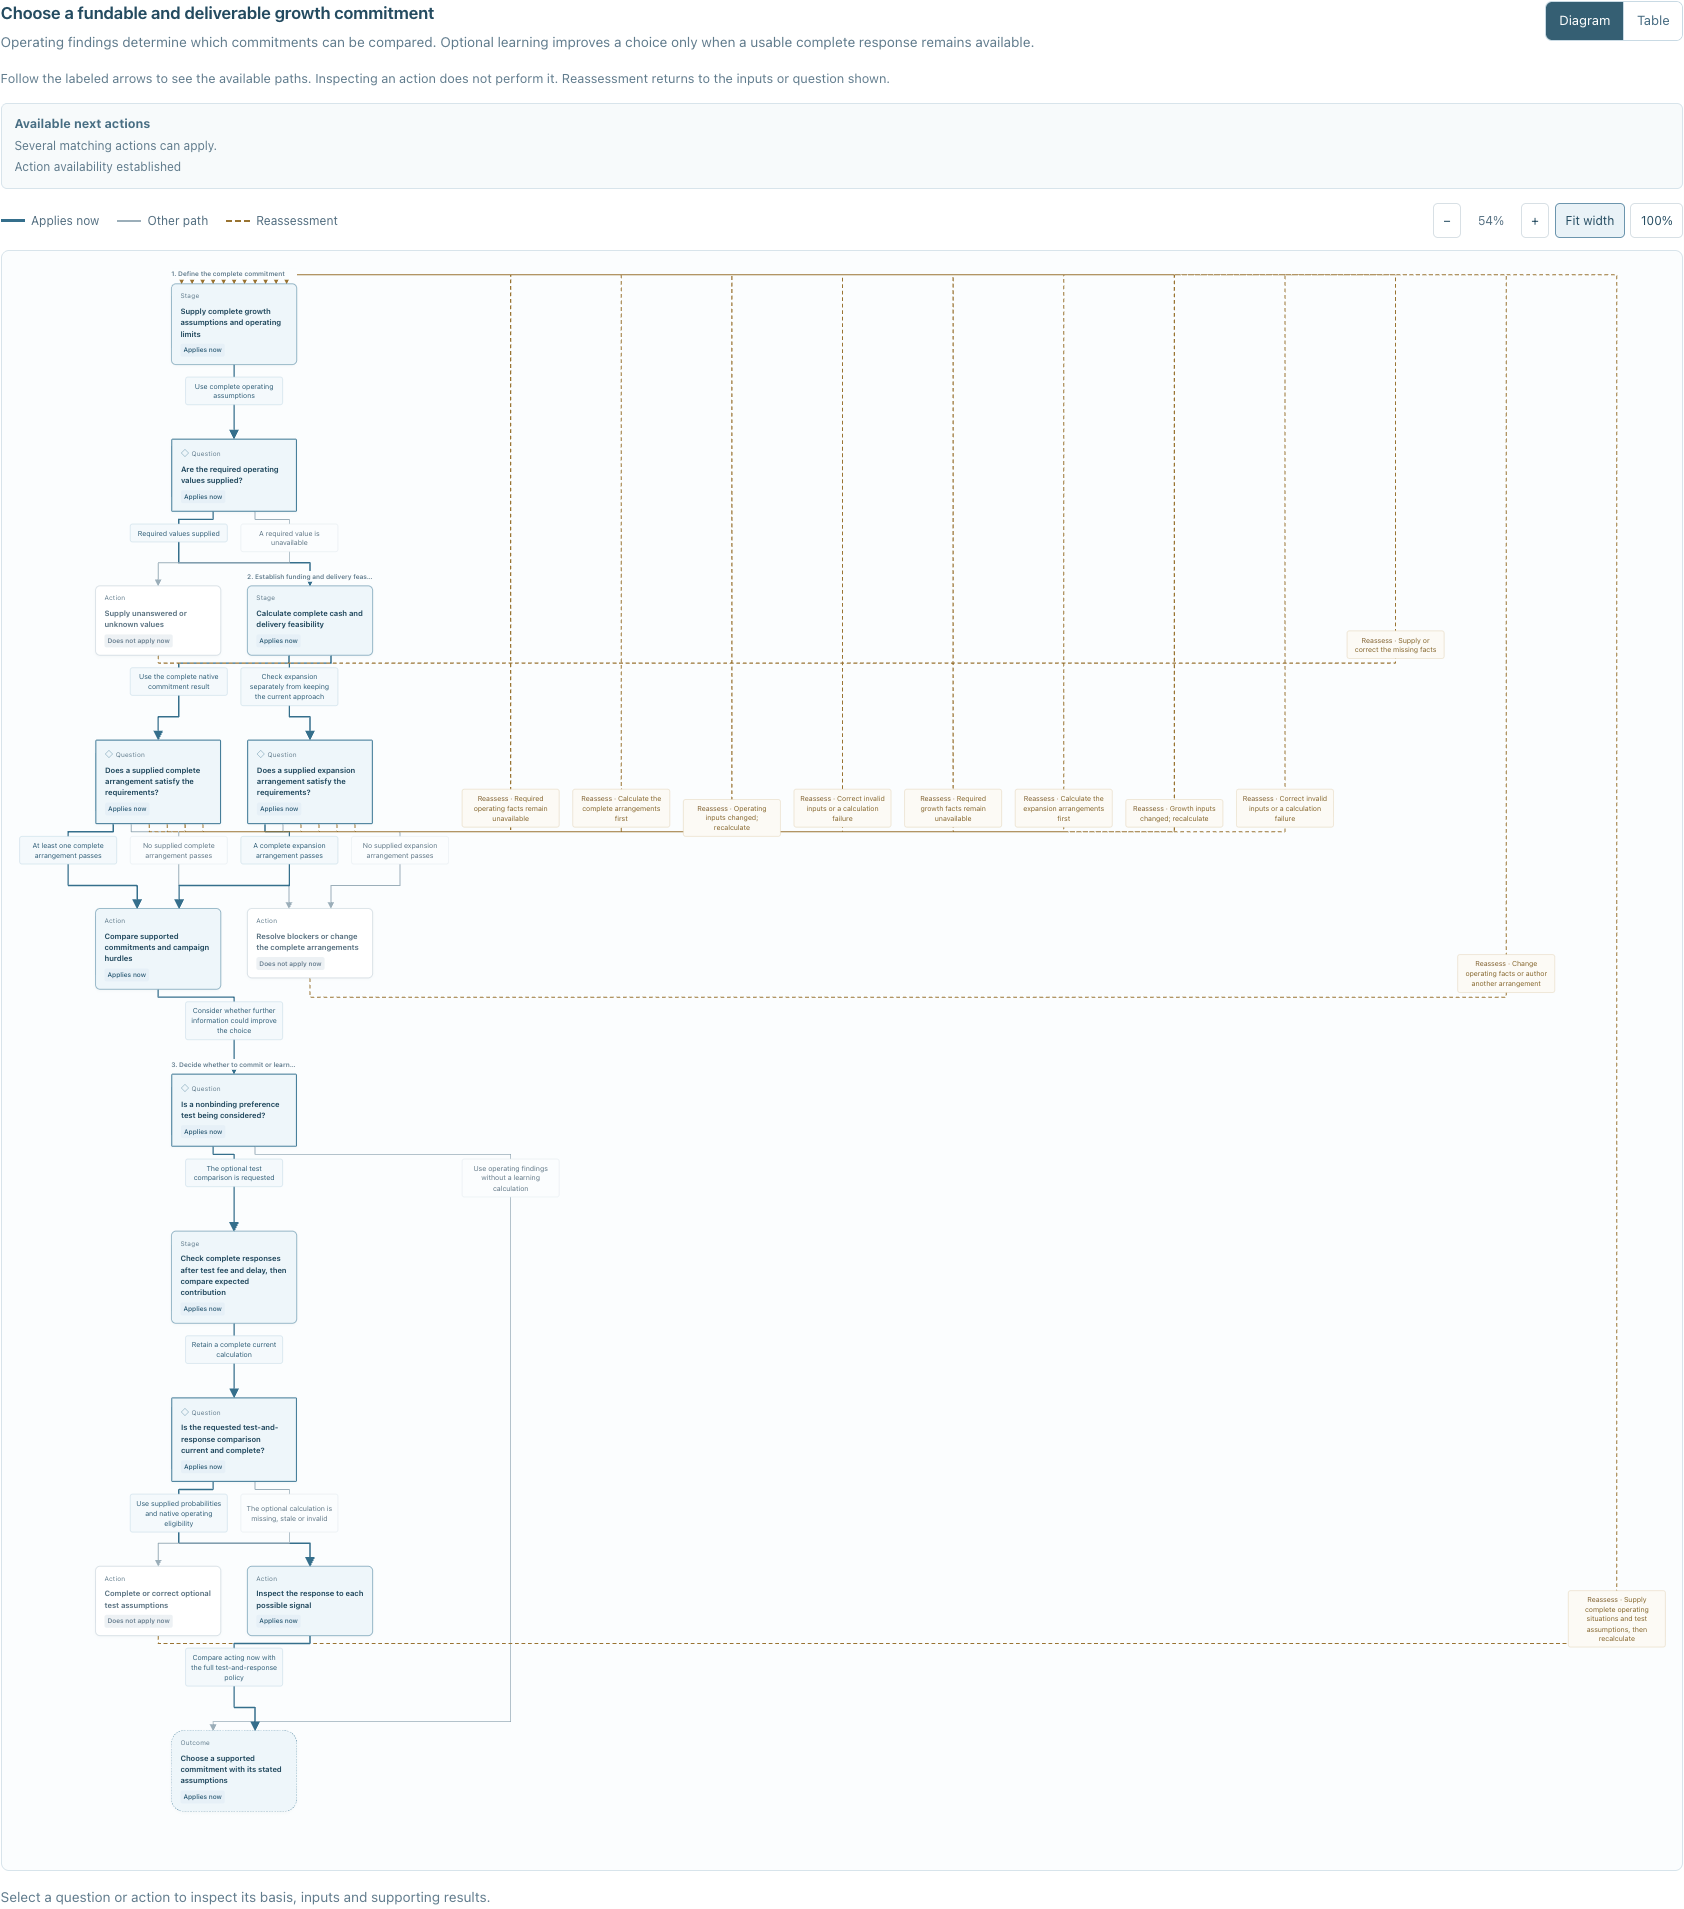 Choose a fundable and deliverable growth commitment
Diagram
Table
Operating findings determine which commitments can be compared. Optional learning improves a choice only when a usable complete response remains available.
Follow the labeled arrows to see the available paths. Inspecting an action does not perform it. Reassessment returns to the inputs or question shown.
Available next actions
Several matching actions can apply.
Action availability established
Applies now
Other path
Reassessment
−
54%
+
Fit width
100%
1. Define the complete commitment
Stage
Supply complete growth
assumptions and operating
limits
Applies now
Use complete operating
assumptions
Question
Are the required operating
values supplied?
Applies now
Required values supplied
A required value is
unavailable
2. Establish funding and delivery feas...
Action
Supply unanswered or
unknown values
Does not apply now
Stage
Calculate complete cash and
delivery feasibility
Applies now
Reassess · Supply or
correct the missing facts
Use the complete native
commitment result
Check expansion
separately from keeping
the current approach
Question
Does a supplied complete
arrangement satisfy the
requirements?
Applies now
Question
Does a supplied expansion
arrangement satisfy the
requirements?
Applies now
Reassess · Required
operating facts remain
unavailable
Reassess · Calculate the
complete arrangements
first
Reassess · Operating
inputs changed;
recalculate
Reassess · Correct invalid
inputs or a calculation
failure
Reassess · Required
growth facts remain
unavailable
Reassess · Calculate the
expansion arrangements
first
Reassess · Growth inputs
changed; recalculate
Reassess · Correct invalid
inputs or a calculation
failure
At least one complete
arrangement passes
No supplied complete
arrangement passes
A complete expansion
arrangement passes
No supplied expansion
arrangement passes
Action
Compare supported
commitments and campaign
hurdles
Applies now
Action
Resolve blockers or change
the complete arrangements
Does not apply now
Reassess · Change
operating facts or author
another arrangement
Consider whether further
information could improve
the choice
3. Decide whether to commit or learn...
Question
Is a nonbinding preference
test being considered?
Applies now
The optional test
comparison is requested
Use operating findings
without a learning
calculation
Stage
Check complete responses
after test fee and delay, then
compare expected
contribution
Applies now
Retain a complete current
calculation
Question
Is the requested test-and-
response comparison
current and complete?
Applies now
Use supplied probabilities
and native operating
eligibility
The optional calculation is
missing, stale or invalid
Action
Complete or correct optional
test assumptions
Does not apply now
Action
Inspect the response to each
possible signal
Applies now
Reassess · Supply
complete operating
situations and test
assumptions, then
recalculate
Compare acting now with
the full test-and-response
policy
Outcome
Choose a supported
commitment with its stated
assumptions
Applies now
Select a question or action to inspect its basis, inputs and supporting results.